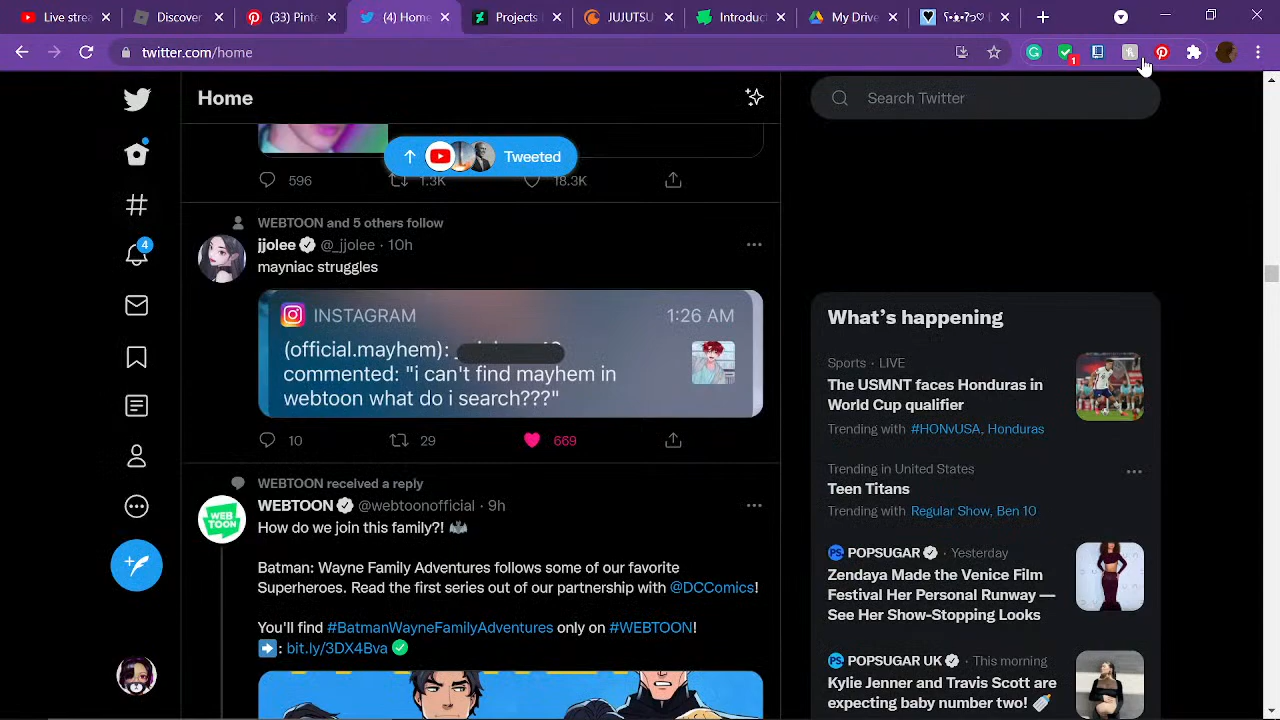 Live stre
Discover
(33) Pinte
(4) Home
Projects
JUJUTSU
Introduct
My Drive
twitter.com/home
1
Home
Search Twitter
Tweeted
596
1.3K
18.3K
WEBTOON and 5 others follow
jjolee @_jjolee · 10h
mayniac struggles
INSTAGRAM 1:26 AM
(official.mayhem):
commented: "i can't find mayhem in
webtoon what do i search???"
10
29
669
4
WEBTOON received a reply
WEBTOON @webtoonofficial · 9h
WEB
TOON
How do we join this family?!
Batman: Wayne Family Adventures follows some of our favorite
Superheroes. Read the first series out of our partnership with @DCComics!
You'll find #BatmanWayneFamilyAdventures only on #WEBTOON!
: bit.ly/3DX4Bva
What's happening
Sports · LIVE
The USMNT faces Honduras in
World Cup qualifier
Trending with #HONvUSA, Honduras
Trending in United States
Teen Titans
Trending with Regular Show, Ben 10
POPSUGAR · Yesterday
Zendaya Made the Venice Film
Festival Her Personal Runway —
See Her Show-Stopping Looks
POPSUGAR UK · This morning
Kylie Jenner and Travis Scott are
expecting baby number two!